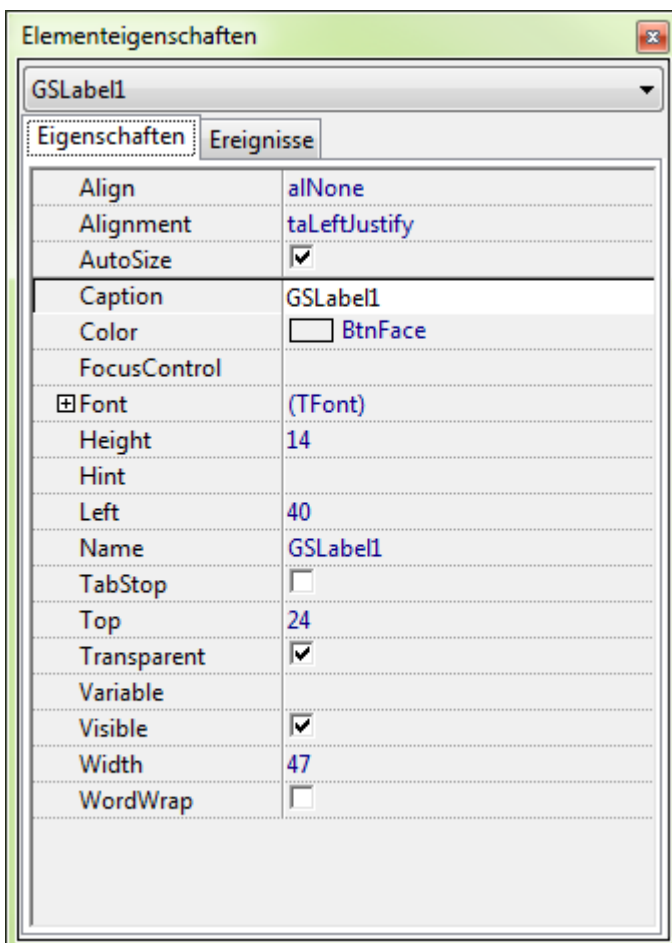 Elementeigenschaften
GSLabel1
Eigenschaften Ereignisse
Align alNone
Alignment taLeftJustify
AutoSize
Caption GSLabel1
Color BtnFace
FocusControl
Font (TFont)
Height 14
Hint
Left 40
Name GSLabel1
TabStop
Top 24
Transparent
Variable
Visible
Width 47
WordWrap